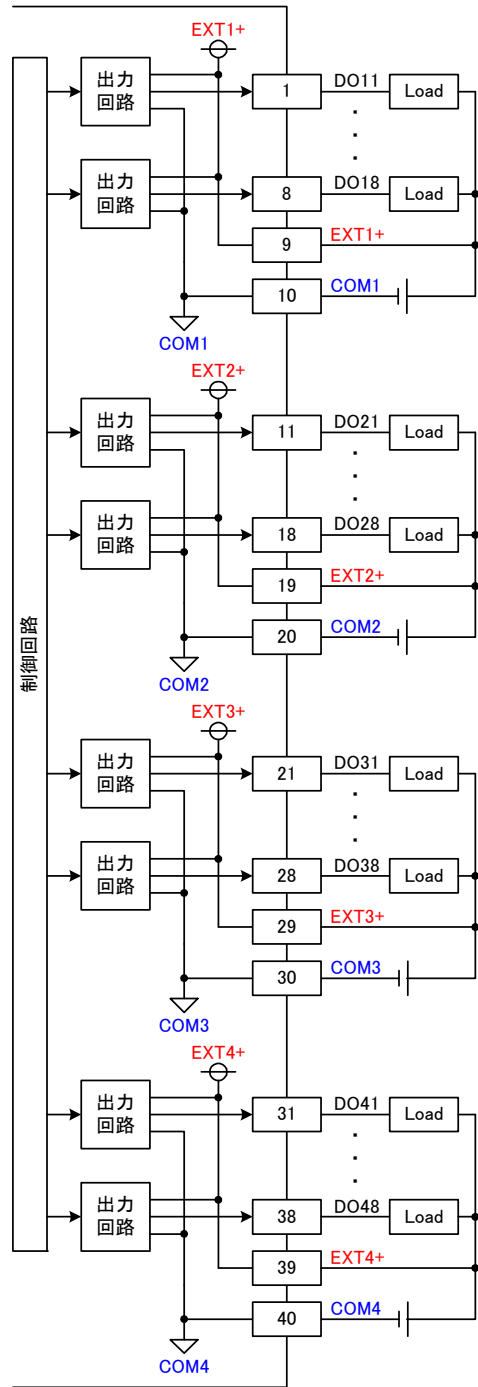 EXT1+
出力
回路
1
DO11
Load
出力
回路
8
DO18
Load
9
EXT1+
10
COM1
COM1
EXT2+
出力
回路
11
DO21
Load
出力
回路
18
DO28
Load
19
EXT2+
20
COM2
COM2
制御回路
EXT3+
出力
回路
21
DO31
Load
出力
回路
28
DO38
Load
29
EXT3+
30
COM3
COM3
EXT4+
出力
回路
31
DO41
Load
出力
回路
38
DO48
Load
39
EXT4+
40
COM4
COM4